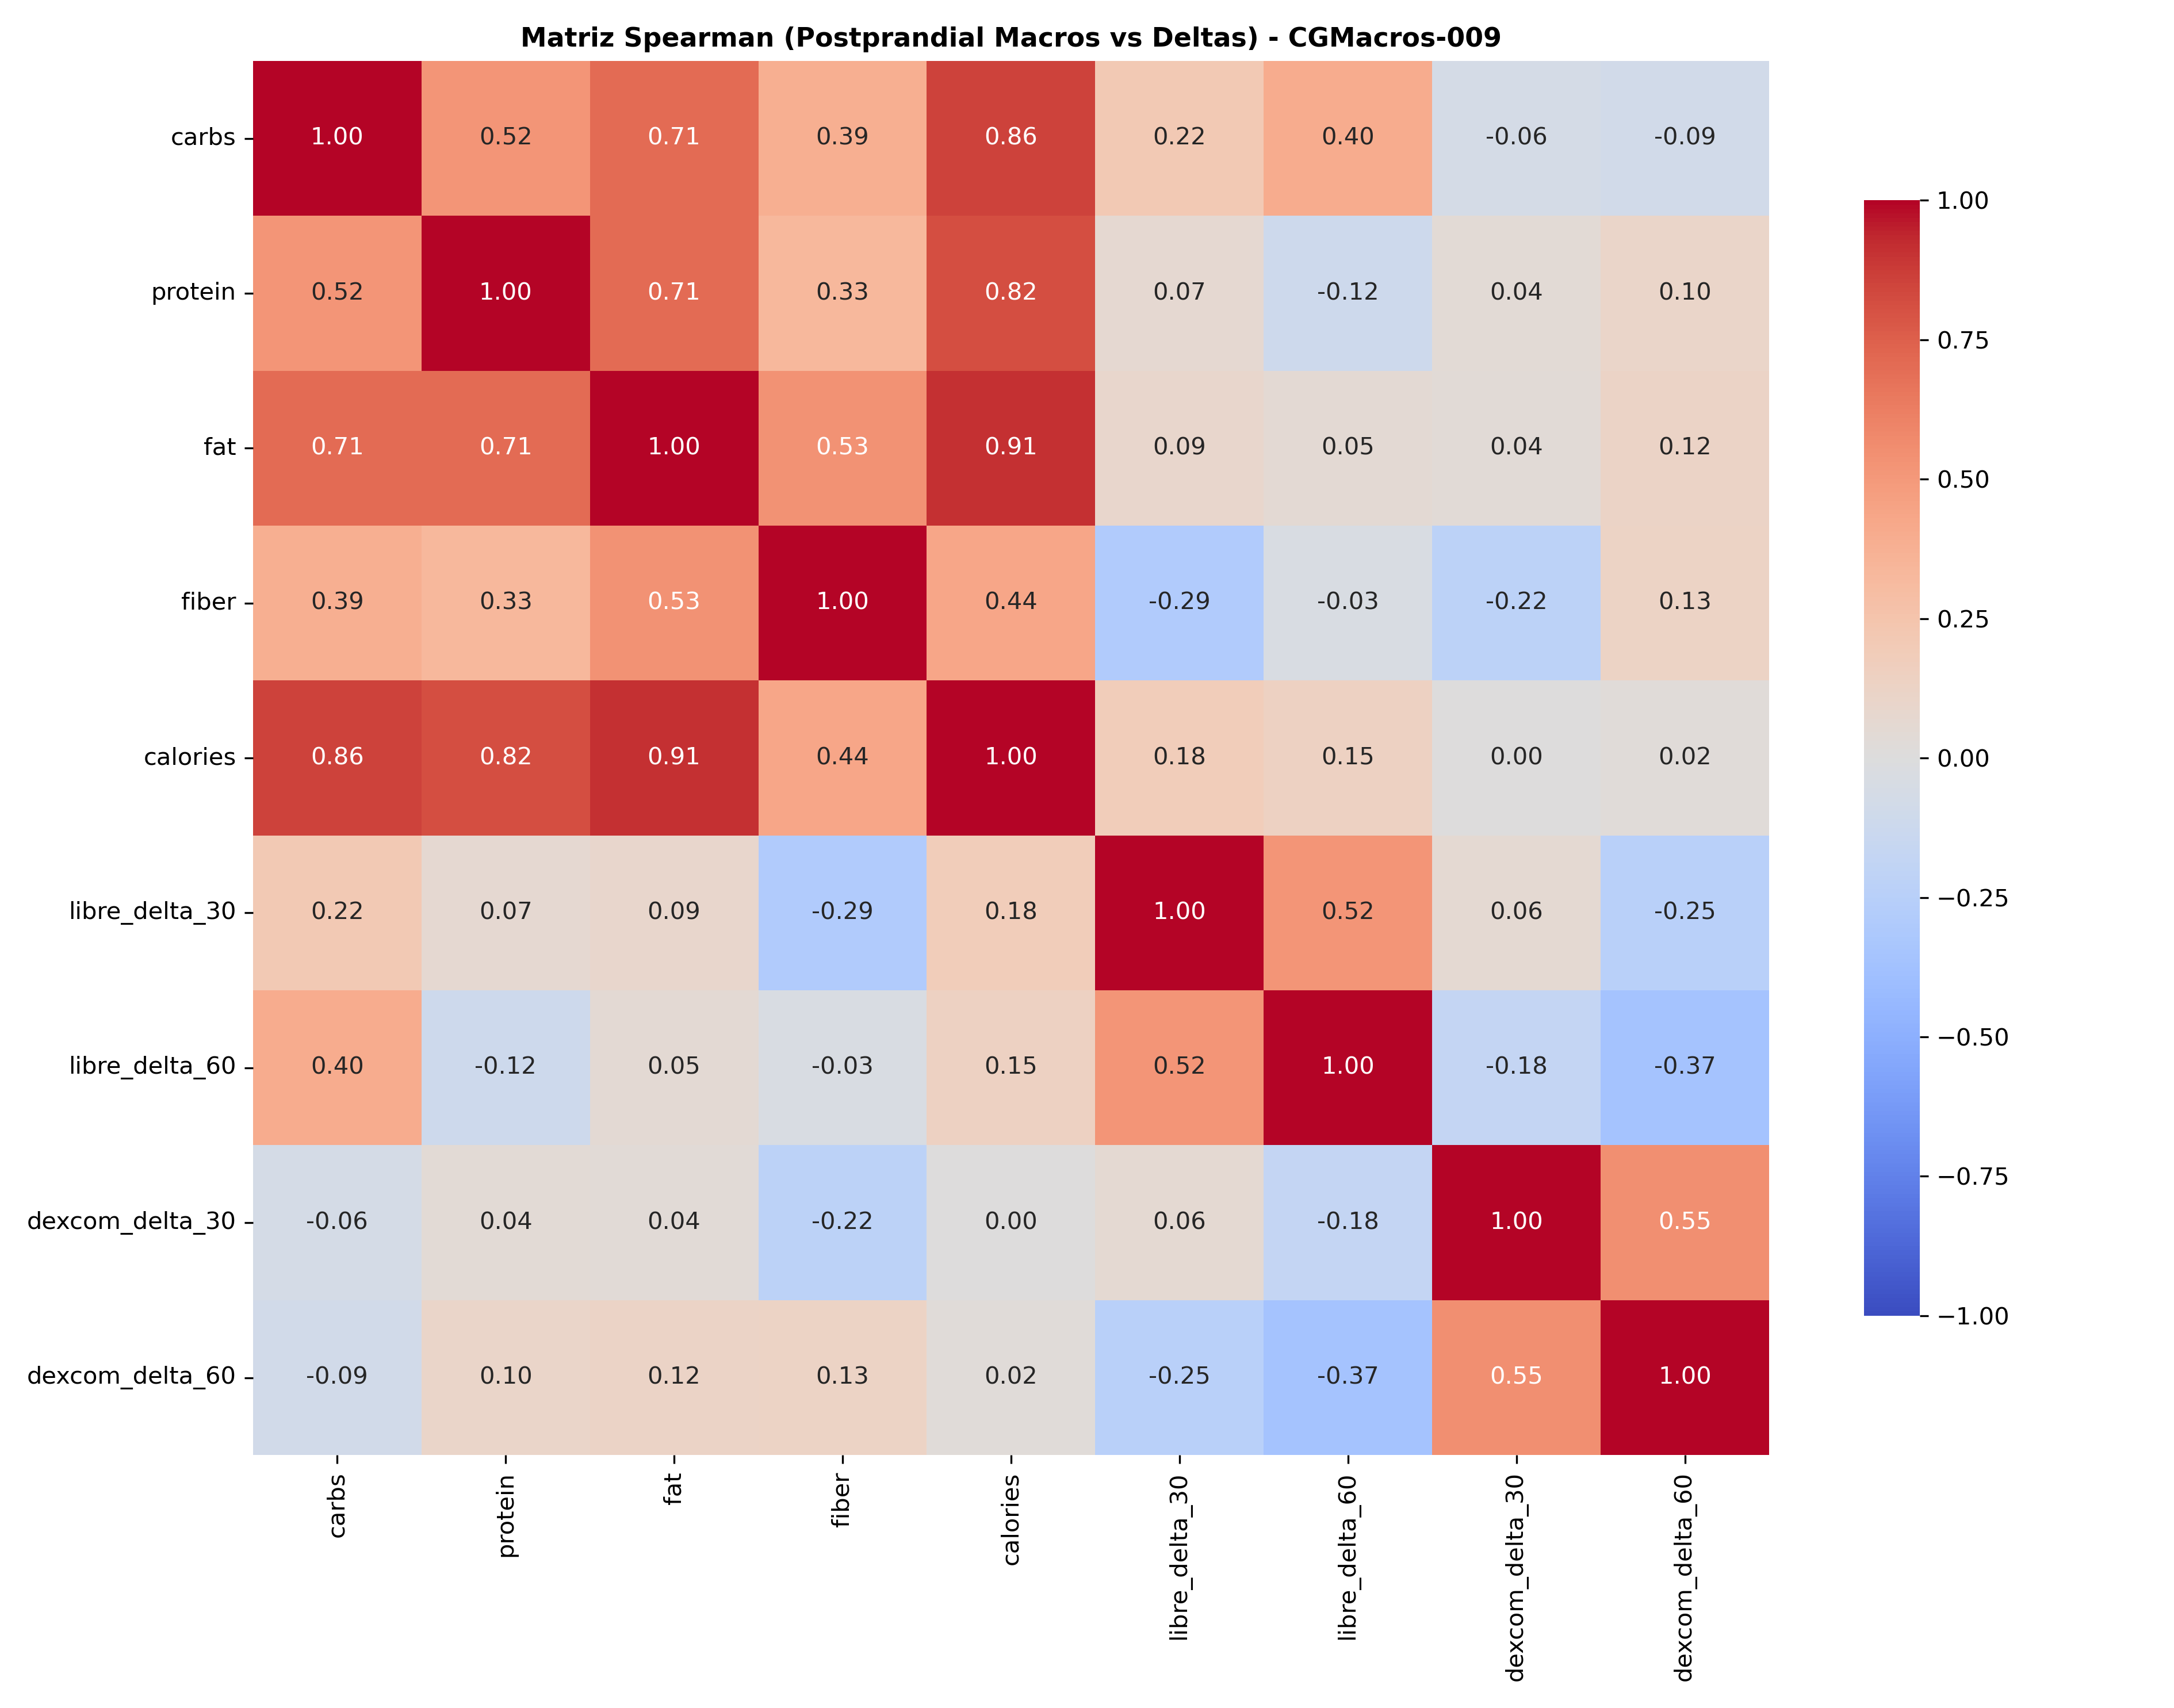 Matriz Spearman (Postprandial Macros vs Deltas) - CGMacros-009
carbs 1.00 0.52 0.71 0.39 0.86 0.22 0.40 -0.06 -0.09
protein 0.52 1.00 0.71 0.33 0.82 0.07 -0.12 0.04 0.10
fat 0.71 0.71 1.00 0.53 0.91 0.09 0.05 0.04 0.12
fiber 0.39 0.33 0.53 1.00 0.44 -0.29 -0.03 -0.22 0.13
calories 0.86 0.82 0.91 0.44 1.00 0.18 0.15 0.00 0.02
libre_delta_30 0.22 0.07 0.09 -0.29 0.18 1.00 0.52 0.06 -0.25
libre_delta_60 0.40 -0.12 0.05 -0.03 0.15 0.52 1.00 -0.18 -0.37
dexcom_delta_30 -0.06 0.04 0.04 -0.22 0.00 0.06 -0.18 1.00 0.55
dexcom_delta_60 -0.09 0.10 0.12 0.13 0.02 -0.25 -0.37 0.55 1.00
carbs
protein
fat
fiber
calories
libre_delta_30
libre_delta_60
dexcom_delta_30
dexcom_delta_60
1.00
0.75
0.50
0.25
0.00
−0.25
−0.50
−0.75
−1.00